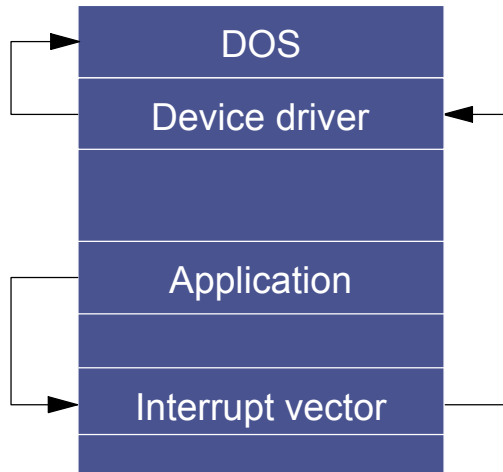 DOS
Device driver
Application
Interrupt vector